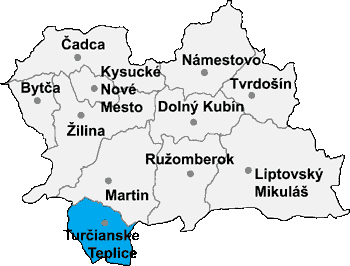 Čadca
Námestovo
Kysucké
Nové
Mesto
Bytča
Tvrdošín
Dolný Kubín
Žilina
Ružomberok
Liptovský
Mikuláš
Martin
Turčianske
Teplice